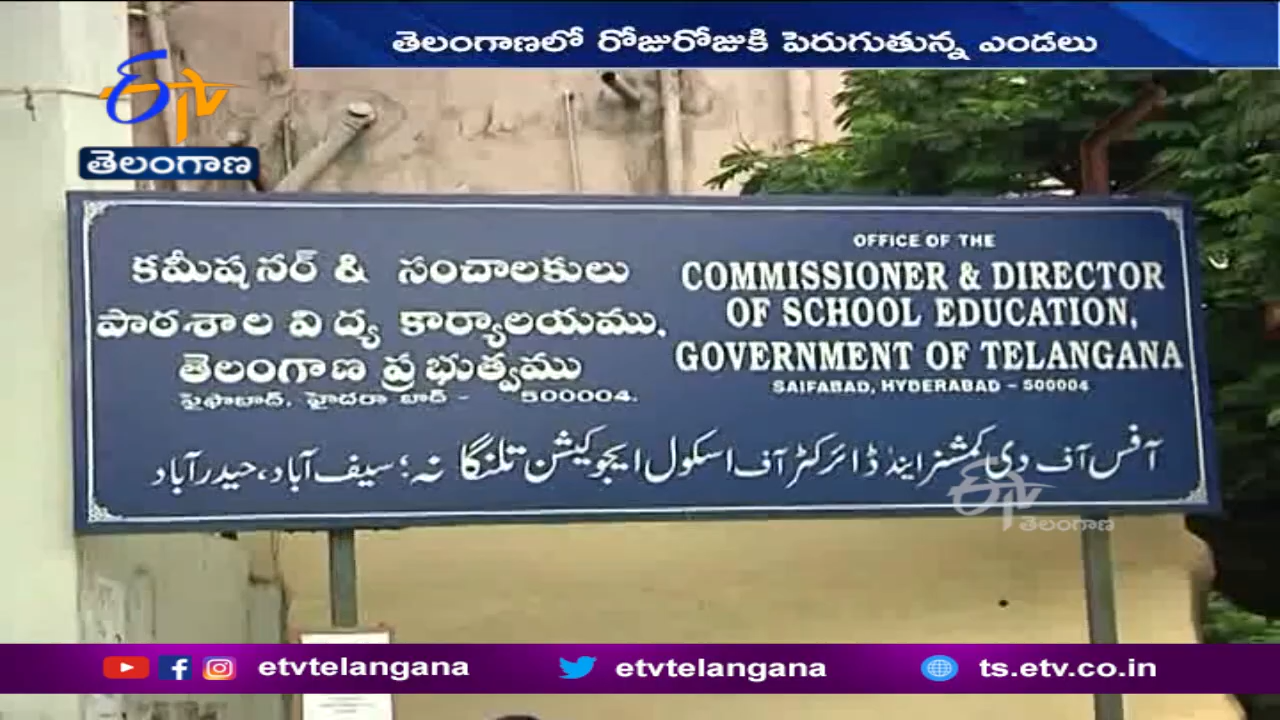 తెలంగాణలో రోజురోజుకి పెరుగుతున్న ఎండలు
ETV
తెలంగాణ
కమీషనర్ & సంచాలకులు
పాఠశాల విద్య కార్యాలయము,
తెలంగాణ ప్రభుత్వము
సైఫాబాద్, హైదరాబాద్ - 500004.
OFFICE OF THE
COMMISSIONER & DIRECTOR
OF SCHOOL EDUCATION,
GOVERNMENT OF TELANGANA
SAIFABAD, HYDERABAD - 500004
آفس آف دی کمشنر اینڈ ڈائرکٹر آف اسکول ایجوکیشن تلنگانہ؛ سیف آباد، حیدرآباد
ETV
తెలంగాణ
etvtelangana etvtelangana ts.etv.co.in